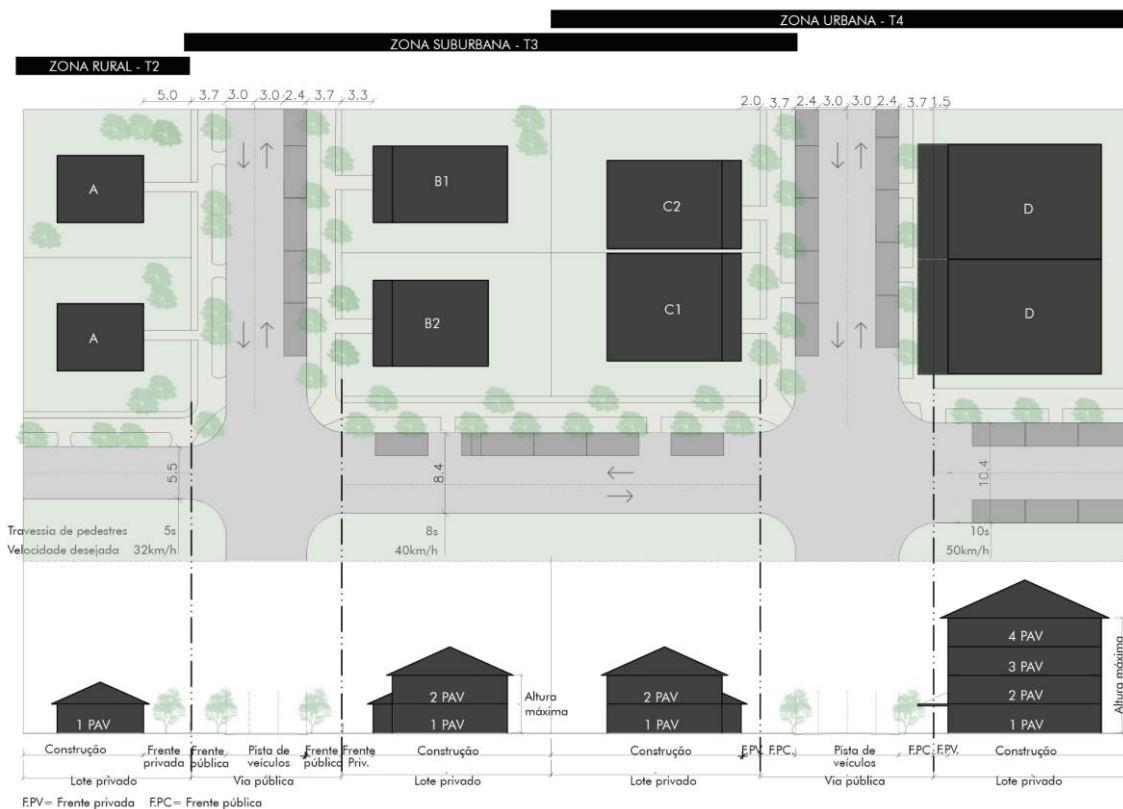 ZONA URBANA - T4
ZONA SUBURBANA - T3
ZONA RURAL - T2
5.0 3.7 3.0 3.0 2.4 3.7 3.3 2.0 3.7 2.4 3.0 3.0 2.4 3.7 1.5
A B1 C2 D
A B2 C1 D
5.5 8.4 10.4
Travessia de pedestres 5s 8s 10s
Velocidade desejada 32km/h 40km/h 50km/h
4 PAV
3 PAV
2 PAV 2 PAV 2 PAV
1 PAV 1 PAV 1 PAV 1 PAV
Altura máxima
Altura máxima
Construção Frente privada Frente pública Pista de veículos Frente pública Frente Priv. Construção Construção F.PV. F.PC. Pista de veículos F.PC. F.PV. Construção
Lote privado Via pública Lote privado Lote privado Via pública Lote privado
F.PV= Frente privada F.PC= Frente pública